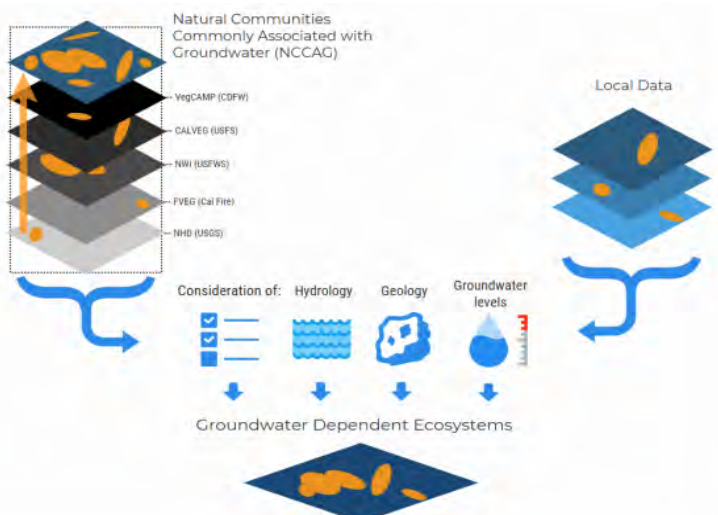 Natural Communities
Commonly Associated with
Groundwater (NCCAG)
VegCAMP (CDFW)
CALVEG (USFS)
NWI (USFWS)
FVEG (Cal Fire)
NHD (USGS)
Local Data
Consideration of:
Hydrology
Geology
Groundwater
levels
Groundwater Dependent Ecosystems